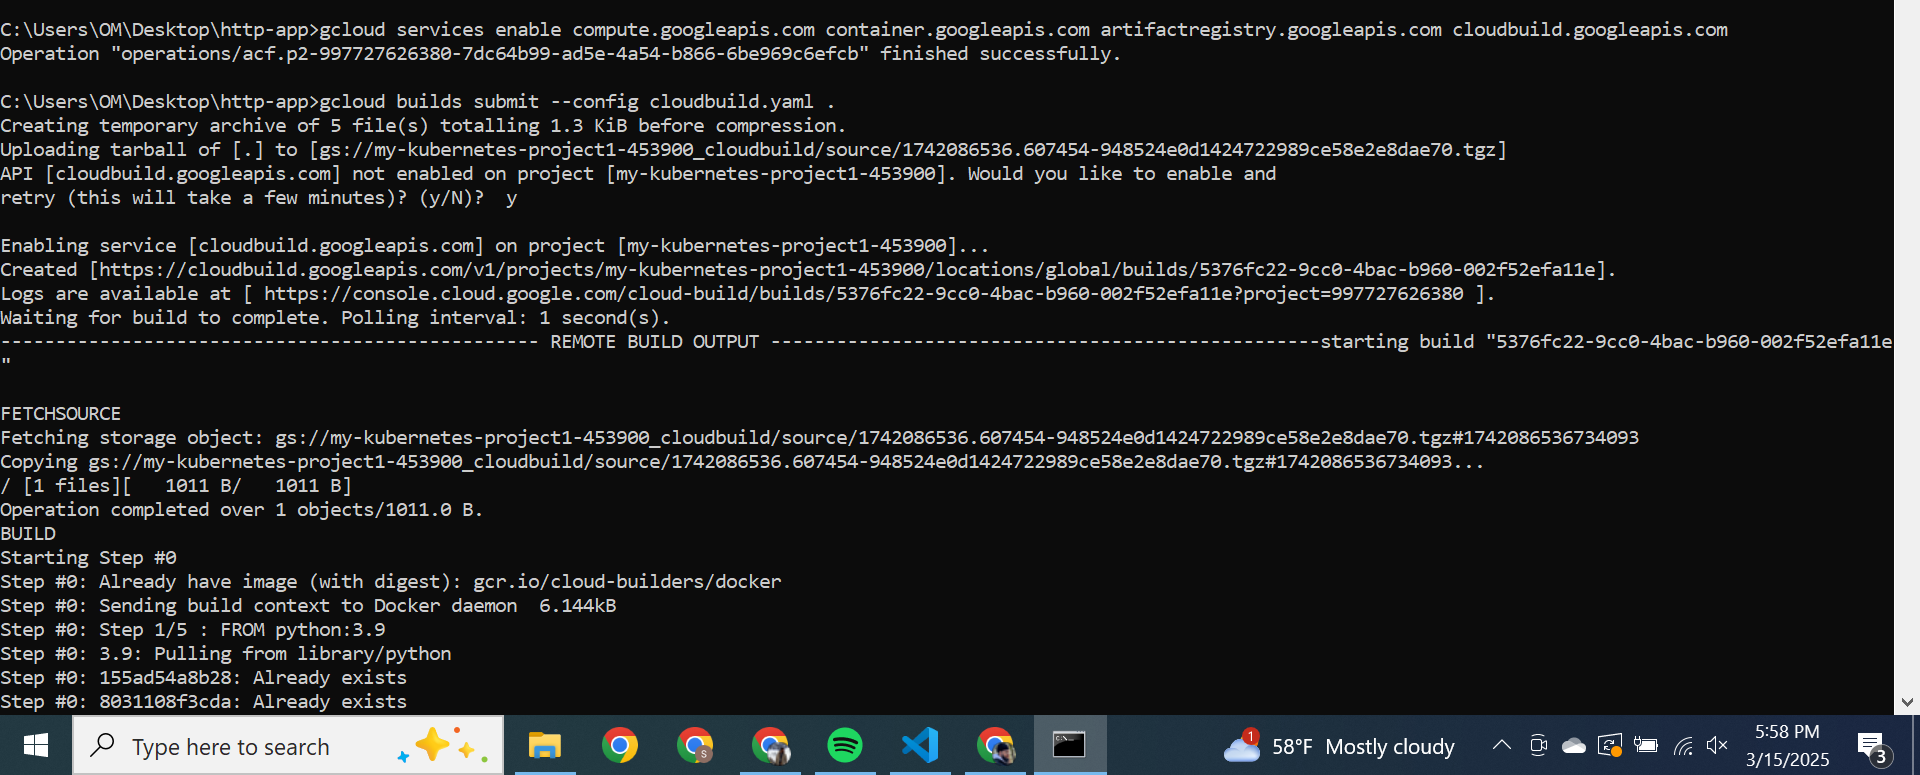 C:\Users\OM\Desktop\http-app>gcloud services enable compute.googleapis.com container.googleapis.com artifactregistry.googleapis.com cloudbuild.googleapis.com
Operation "operations/acf.p2-997727626380-7dc64b99-ad5e-4a54-b866-6be969c6efcb" finished successfully.
C:\Users\OM\Desktop\http-app>gcloud builds submit --config cloudbuild.yaml .
Creating temporary archive of 5 file(s) totalling 1.3 KiB before compression.
Uploading tarball of [.] to [gs://my-kubernetes-project1-453900_cloudbuild/source/1742086536.607454-948524e0d1424722989ce58e2e8dae70.tgz]
API [cloudbuild.googleapis.com] not enabled on project [my-kubernetes-project1-453900]. Would you like to enable and
retry (this will take a few minutes)? (y/N)?  y
Enabling service [cloudbuild.googleapis.com] on project [my-kubernetes-project1-453900]...
Created [https://cloudbuild.googleapis.com/v1/projects/my-kubernetes-project1-453900/locations/global/builds/5376fc22-9cc0-4bac-b960-002f52efa11e].
Logs are available at [ https://console.cloud.google.com/cloud-build/builds/5376fc22-9cc0-4bac-b960-002f52efa11e?project=997727626380 ].
Waiting for build to complete. Polling interval: 1 second(s).
------------------------------------------------- REMOTE BUILD OUTPUT --------------------------------------------------starting build "5376fc22-9cc0-4bac-b960-002f52efa11e
"
FETCHSOURCE
Fetching storage object: gs://my-kubernetes-project1-453900_cloudbuild/source/1742086536.607454-948524e0d1424722989ce58e2e8dae70.tgz#1742086536734093
Copying gs://my-kubernetes-project1-453900_cloudbuild/source/1742086536.607454-948524e0d1424722989ce58e2e8dae70.tgz#1742086536734093...
/ [1 files][   1011 B/   1011 B]
Operation completed over 1 objects/1011.0 B.
BUILD
Starting Step #0
Step #0: Already have image (with digest): gcr.io/cloud-builders/docker
Step #0: Sending build context to Docker daemon  6.144kB
Step #0: Step 1/5 : FROM python:3.9
Step #0: 3.9: Pulling from library/python
Step #0: 155ad54a8b28: Already exists
Step #0: 8031108f3cda: Already exists
Type here to search
S
C:\_
1
58°F  Mostly cloudy
5:58 PM
3/15/2025
3